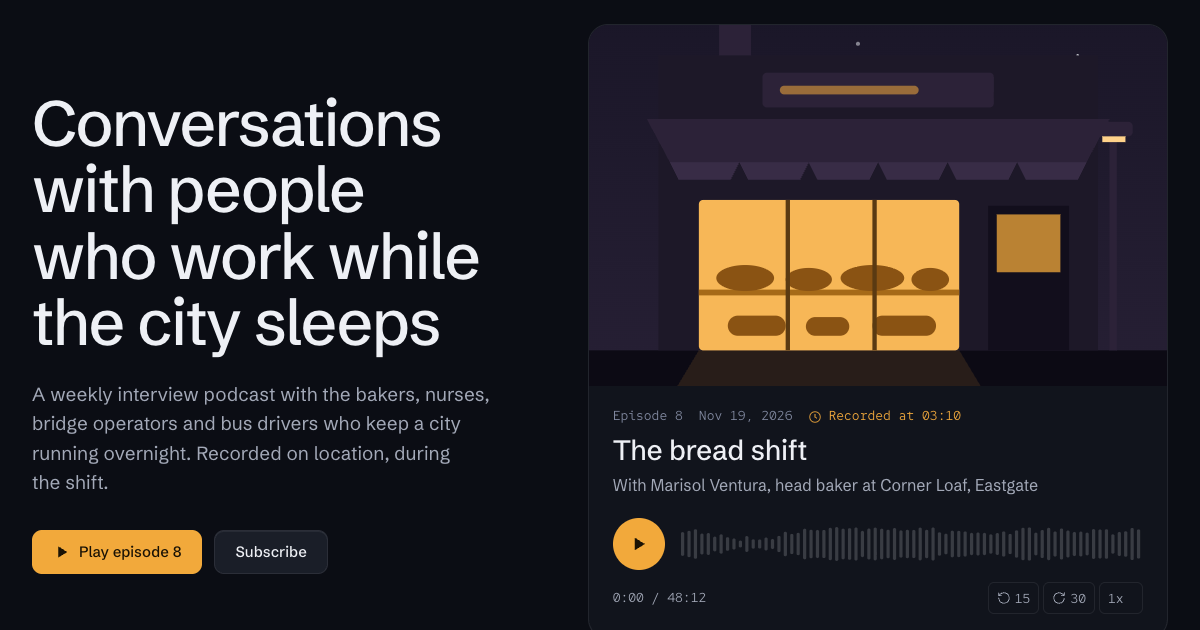 Conversations
with people
who work while
the city sleeps
A weekly interview podcast with the bakers, nurses,
bridge operators and bus drivers who keep a city
running overnight. Recorded on location, during
the shift.
Play episode 8
Subscribe
Episode 8 Nov 19, 2026 Recorded at 03:10
The bread shift
With Marisol Ventura, head baker at Corner Loaf, Eastgate
0:00 / 48:12
15 30 1x